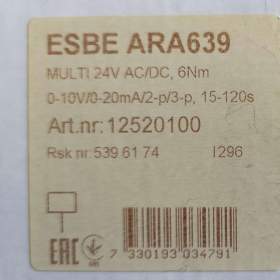 ESBE ARA639
MULTI 24V AC/DC, 6Nm
0-10V/0-20mA/2-p/3-p, 15-120s
Art.nr: 12520100
Rsk nr: 539 61 74 I296
EAC
7 330193 034791